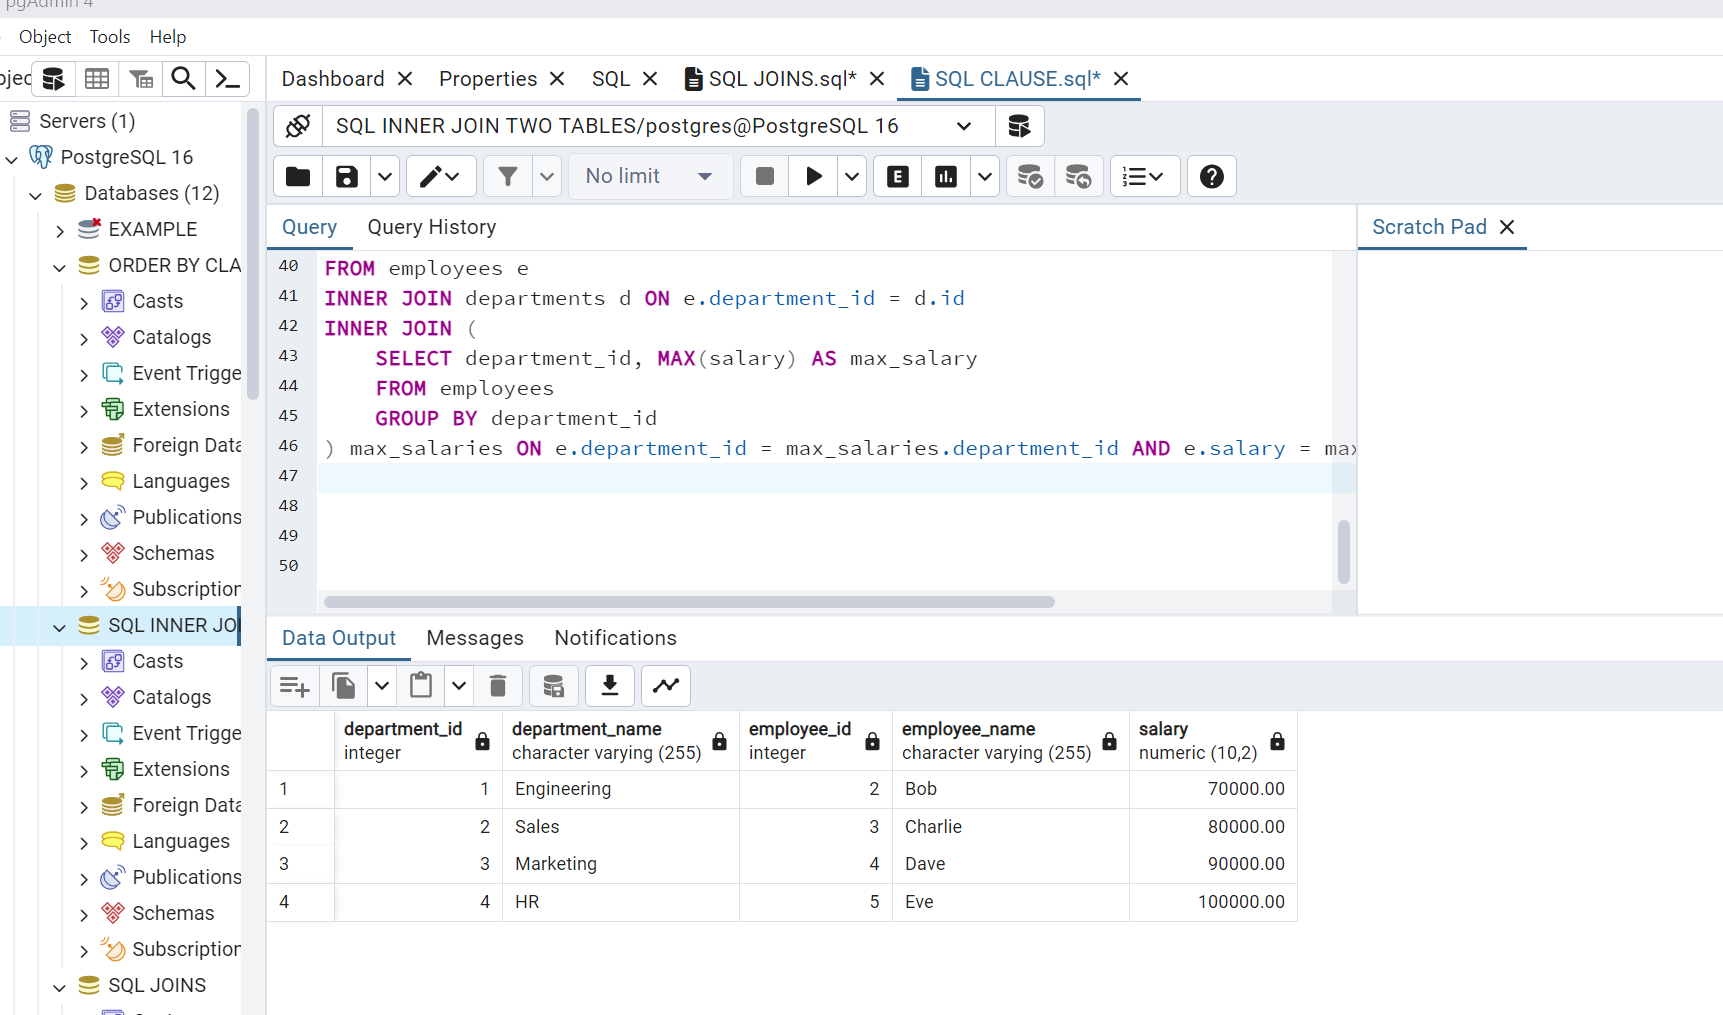 pgAdmin 4
Object Tools Help
Servers (1)
PostgreSQL 16
Databases (12)
EXAMPLE
ORDER BY CLA
Casts
Catalogs
Event Trigge
Extensions
Foreign Data
Languages
Publications
Schemas
Subscription
SQL INNER JO
Casts
Catalogs
Event Trigge
Extensions
Foreign Data
Languages
Publications
Schemas
Subscription
SQL JOINS
Dashboard Properties SQL SQL JOINS.sql* SQL CLAUSE.sql*
SQL INNER JOIN TWO TABLES/postgres@PostgreSQL 16
No limit E
Query Query History
Scratch Pad
40 FROM employees e
41 INNER JOIN departments d ON e.department_id = d.id
42 INNER JOIN (
43 SELECT department_id, MAX(salary) AS max_salary
44 FROM employees
45 GROUP BY department_id
46 ) max_salaries ON e.department_id = max_salaries.department_id AND e.salary = max
47
48
49
50
Data Output Messages Notifications
department_id department_name employee_id employee_name salary
integer character varying (255) integer character varying (255) numeric (10,2)
1 1 Engineering 2 Bob 70000.00
2 2 Sales 3 Charlie 80000.00
3 3 Marketing 4 Dave 90000.00
4 4 HR 5 Eve 100000.00